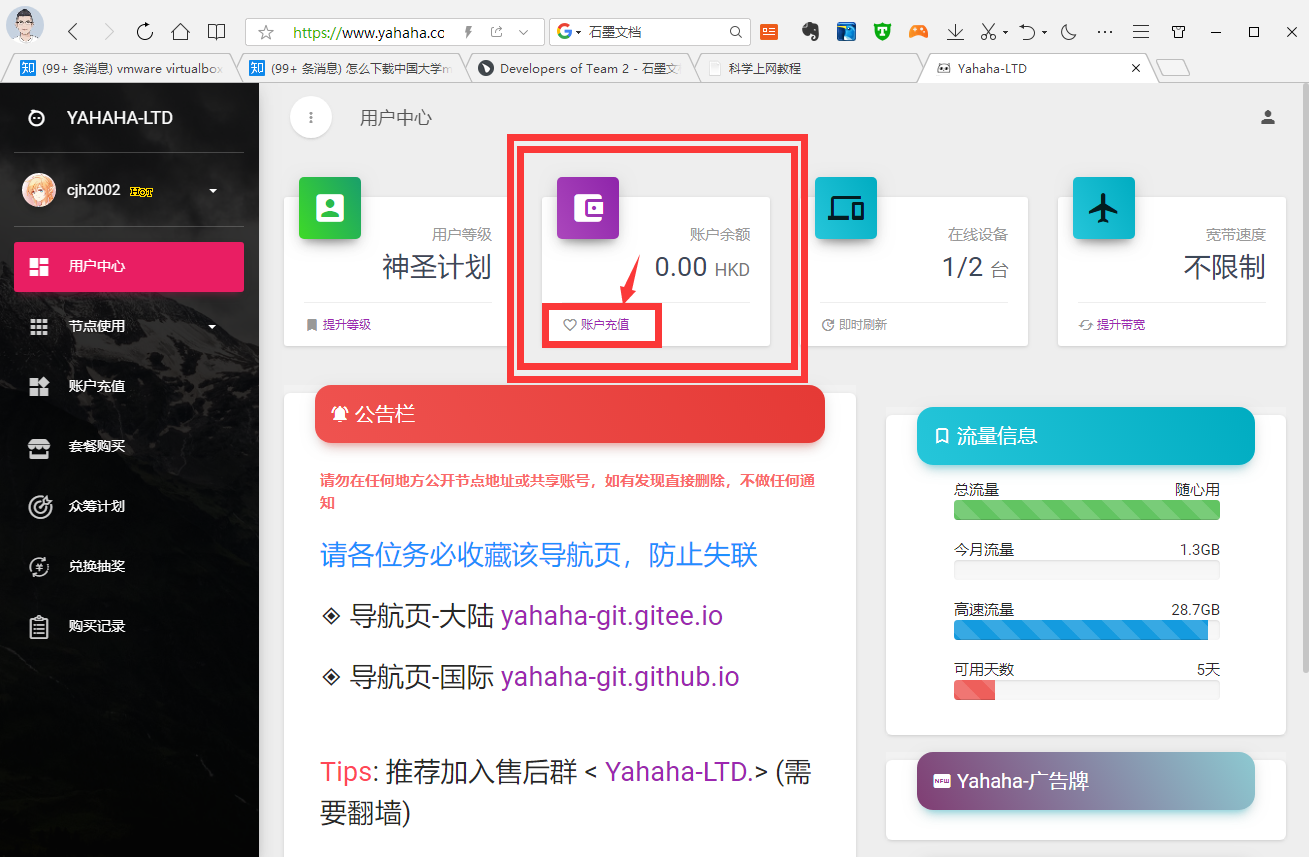 https://www.yahaha.cc
石墨文档
(99+ 条消息) vmware virtualbox
(99+ 条消息) 怎么下载中国大学m
Developers of Team 2 - 石墨文
科学上网教程
Yahaha-LTD
YAHAHA-LTD
用户中心
cjh2002 HOT
用户中心
节点使用
账户充值
套餐购买
众筹计划
兑换抽奖
购买记录
用户等级
神圣计划
提升等级
账户余额
0.00 HKD
账户充值
在线设备
1/2 台
即时刷新
宽带速度
不限制
提升带宽
公告栏
请勿在任何地方公开节点地址或共享账号，如有发现直接删除，不做任何通
知
请各位务必收藏该导航页，防止失联
◈ 导航页-大陆 yahaha-git.gitee.io
◈ 导航页-国际 yahaha-git.github.io
Tips: 推荐加入售后群 < Yahaha-LTD.> (需
要翻墙)
流量信息
总流量 随心用
今月流量 1.3GB
高速流量 28.7GB
可用天数 5天
NEW Yahaha-广告牌